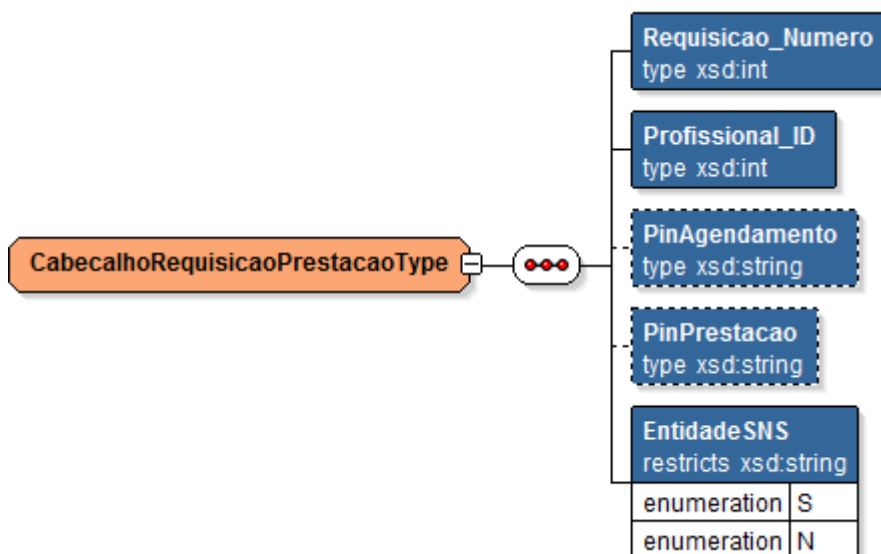 Requisicao_Numero
type xsd:int
Profissional_ID
type xsd:int
PinAgendamento
type xsd:string
CabecalhoRequisicaoPrestacaoType
PinPrestacao
type xsd:string
EntidadeSNS
restricts xsd:string
enumeration S
enumeration N